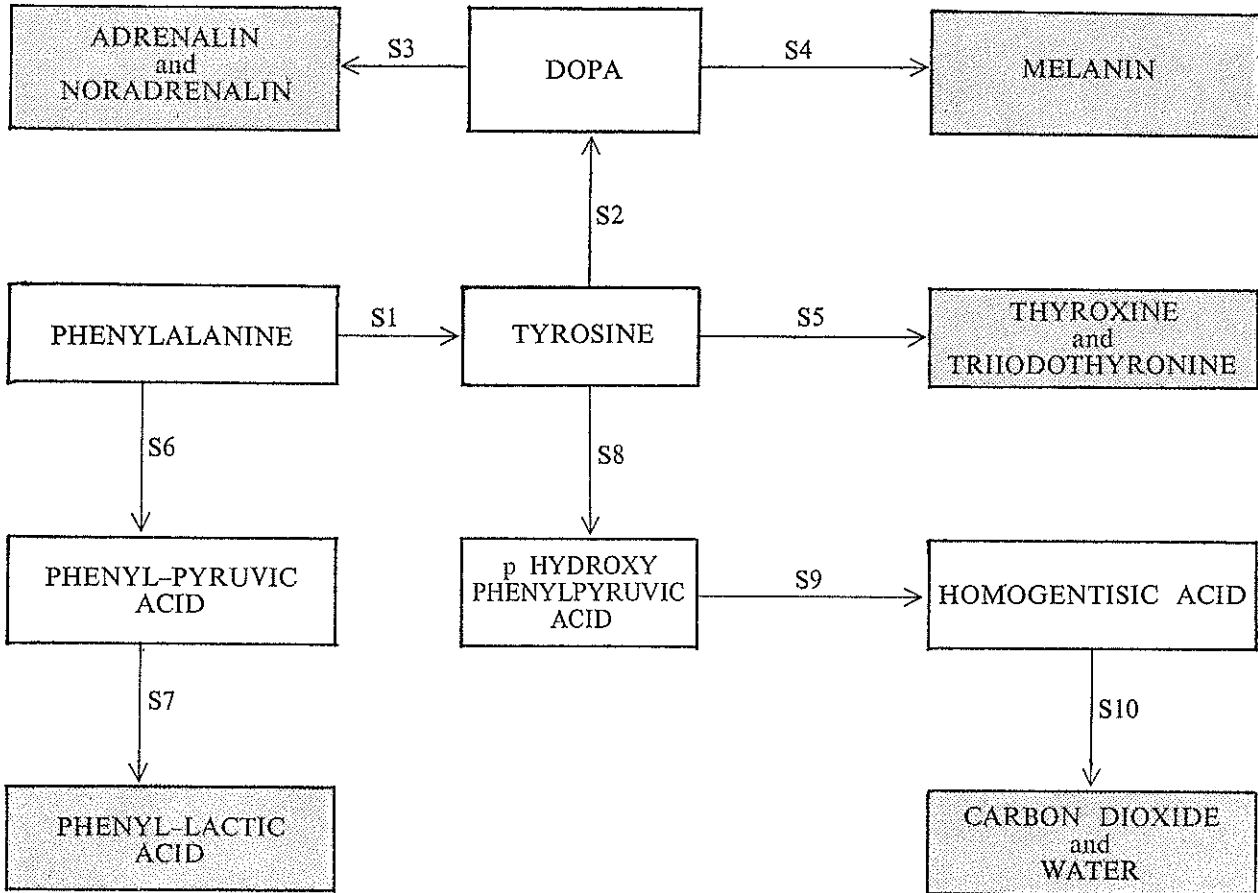 ADRENALIN
and
NORADRENALIN
S3
DOPA
S4
MELANIN
S2
PHENYLALANINE
S1
TYROSINE
S5
THYROXINE
and
TRIIODOTHYRONINE
S6
S8
PHENYL-PYRUVIC
ACID
p HYDROXY
PHENYLPYRUVIC
ACID
S9
HOMOGENTISIC ACID
S7
S10
PHENYL-LACTIC
ACID
CARBON DIOXIDE
and
WATER